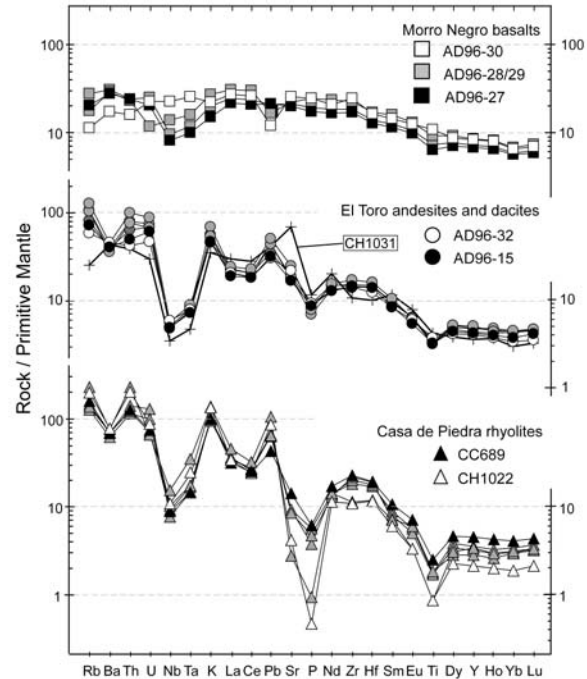 Morro Negro basalts
AD96-30
AD96-28/29
AD96-27
100 100
10 10
El Toro andesites and dacites
AD96-32
AD96-15
CH1031
100
10 10
1
Casa de Piedra rhyolites
CC689
CH1022
100
10 10
1 1
Rock / Primitive Mantle
Rb Ba Th U Nb Ta K La Ce Pb Sr P Nd Zr Hf Sm Eu Ti Dy Y Ho Yb Lu